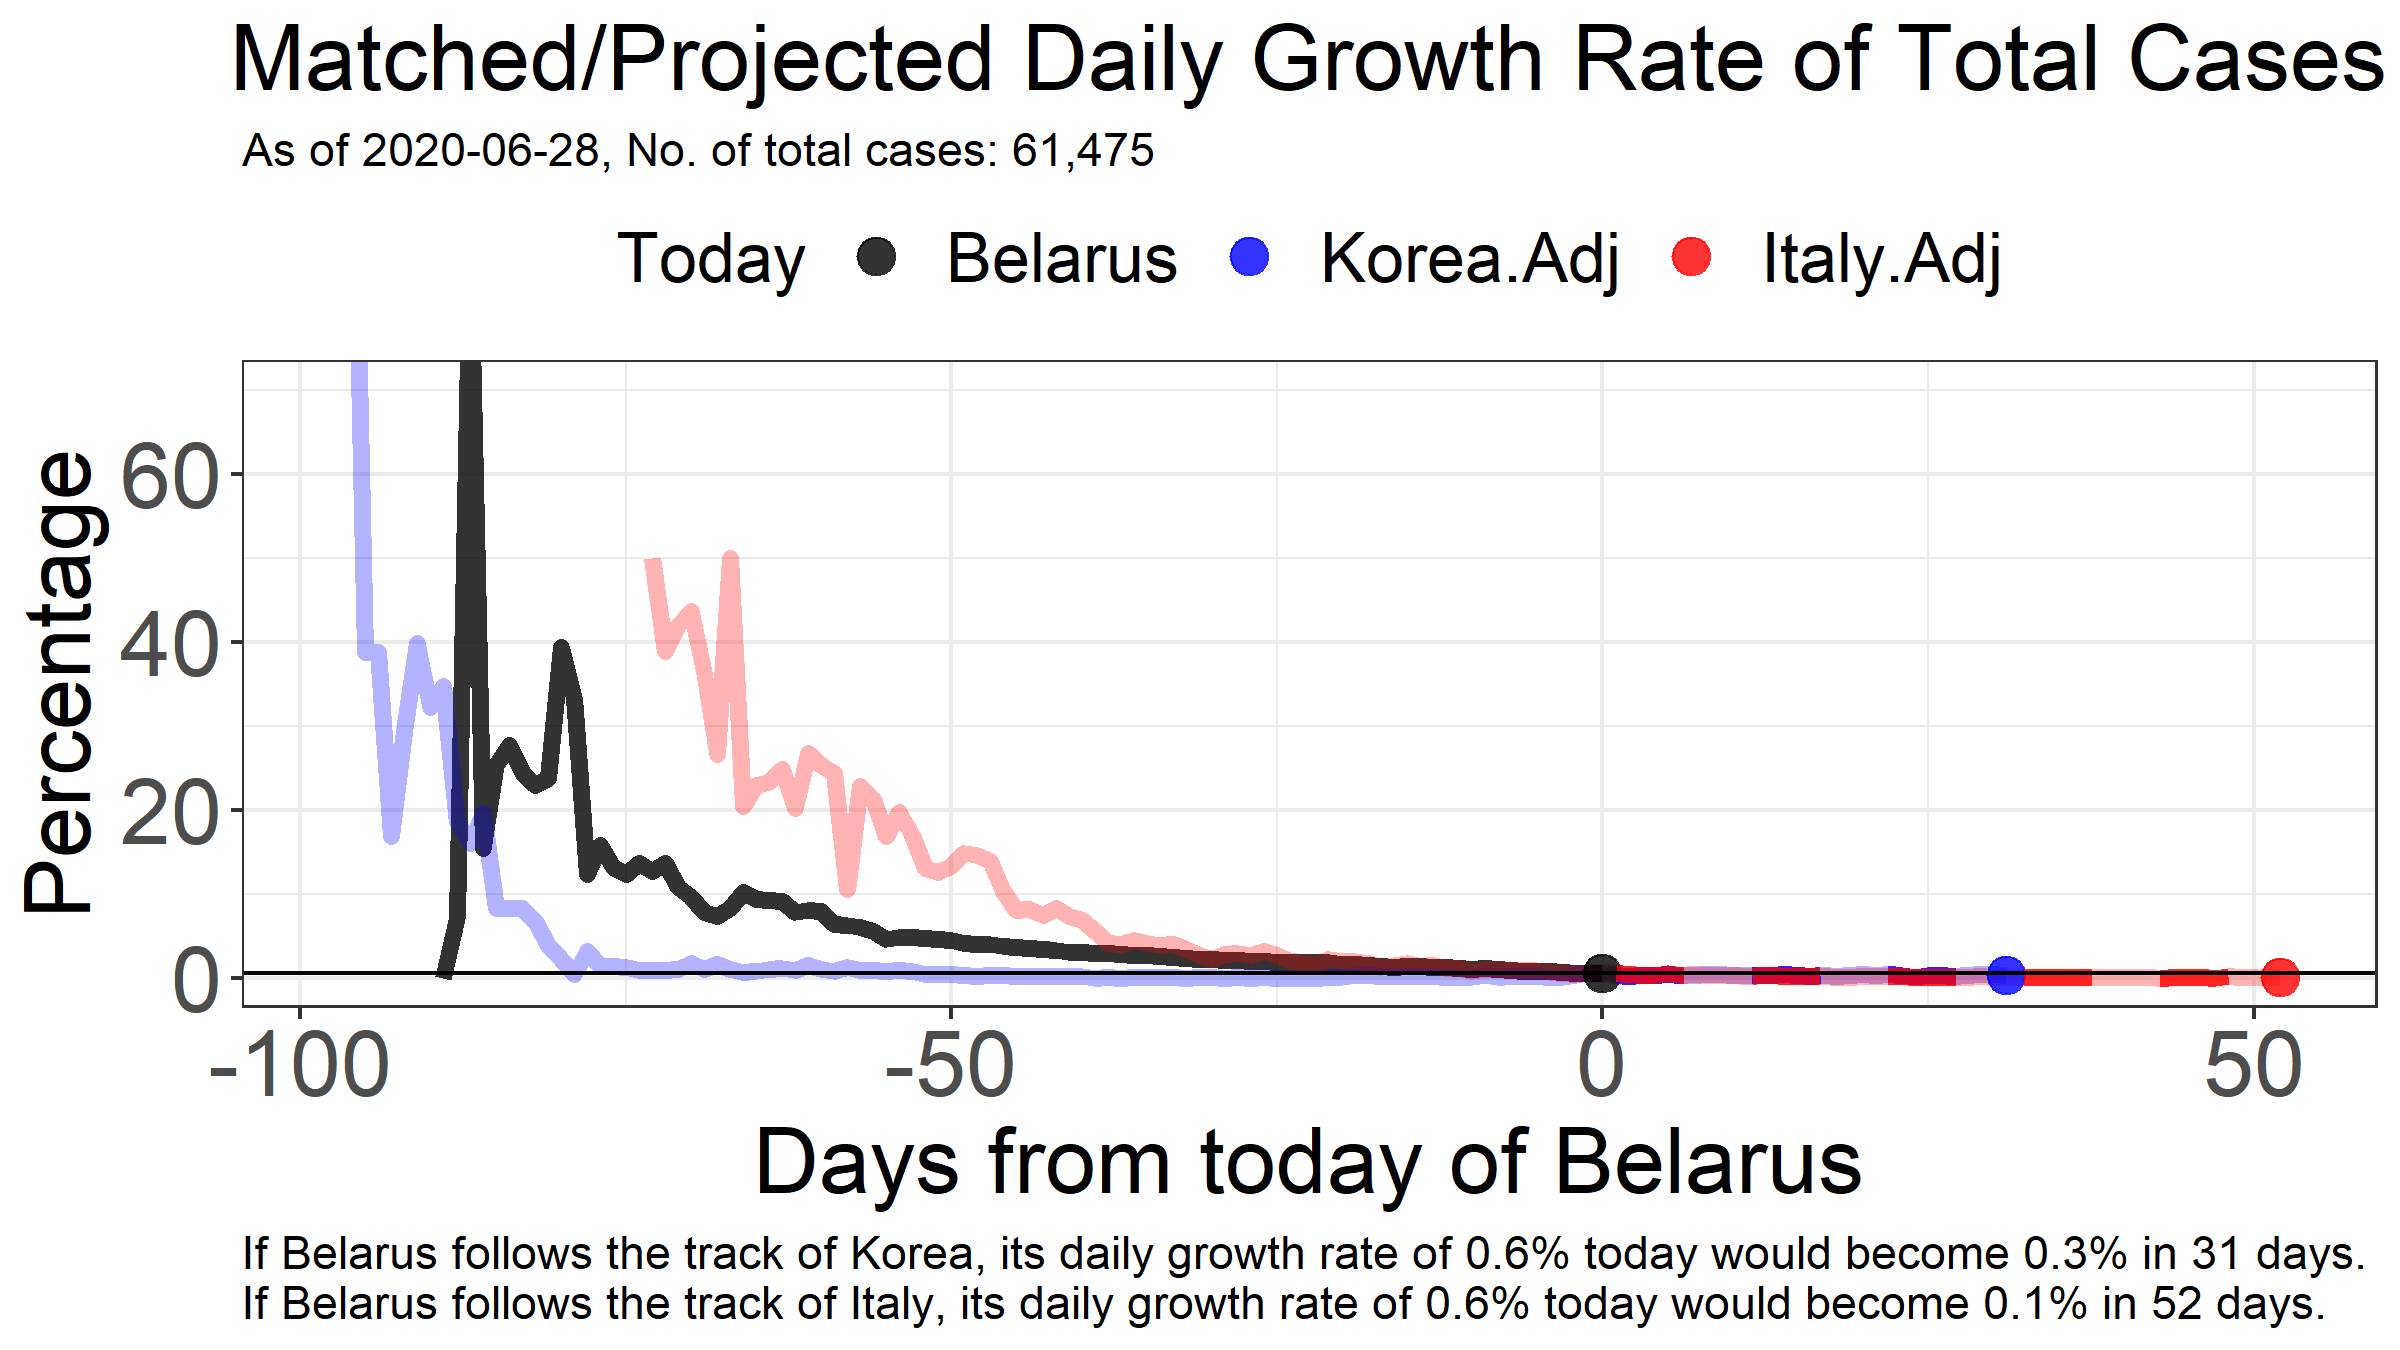 Matched/Projected Daily Growth Rate of Total Cases
As of 2020-06-28, No. of total cases: 61,475
Today Belarus Korea.Adj Italy.Adj
Percentage
60
40
20
0
-100 -50 0 50
Days from today of Belarus
If Belarus follows the track of Korea, its daily growth rate of 0.6% today would become 0.3% in 31 days.
If Belarus follows the track of Italy, its daily growth rate of 0.6% today would become 0.1% in 52 days.